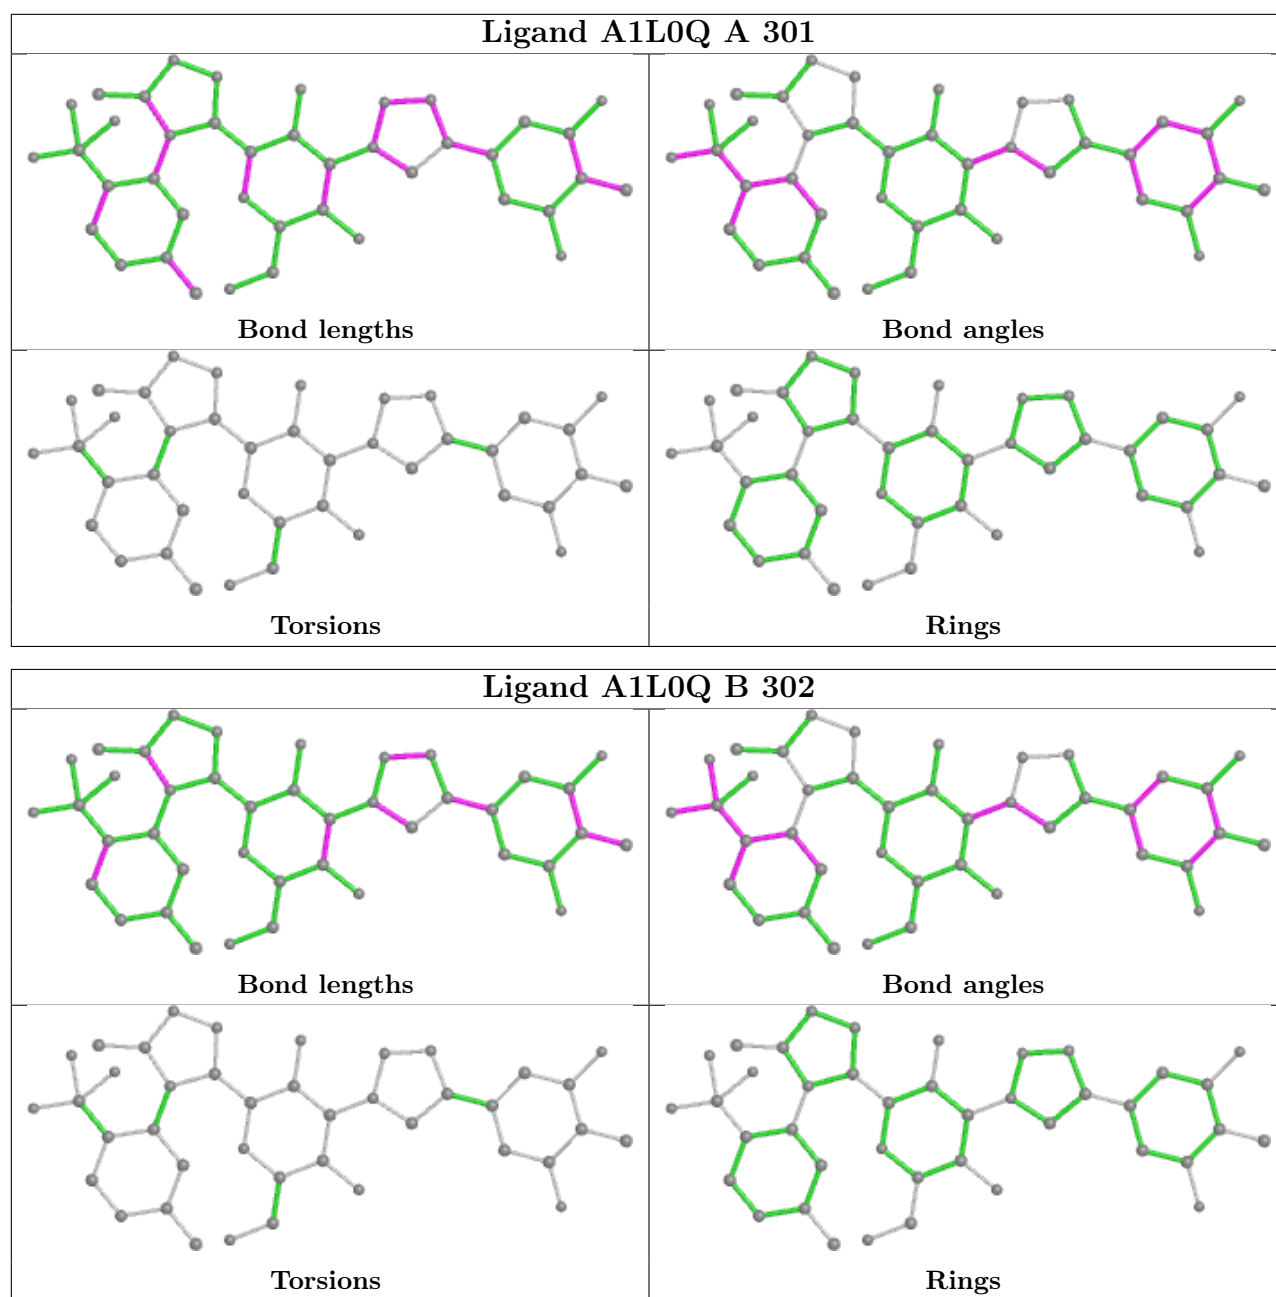 Ligand A1L0Q A 301
Bond lengths
Bond angles
Torsions
Rings
Ligand A1L0Q B 302
Bond lengths
Bond angles
Torsions
Rings